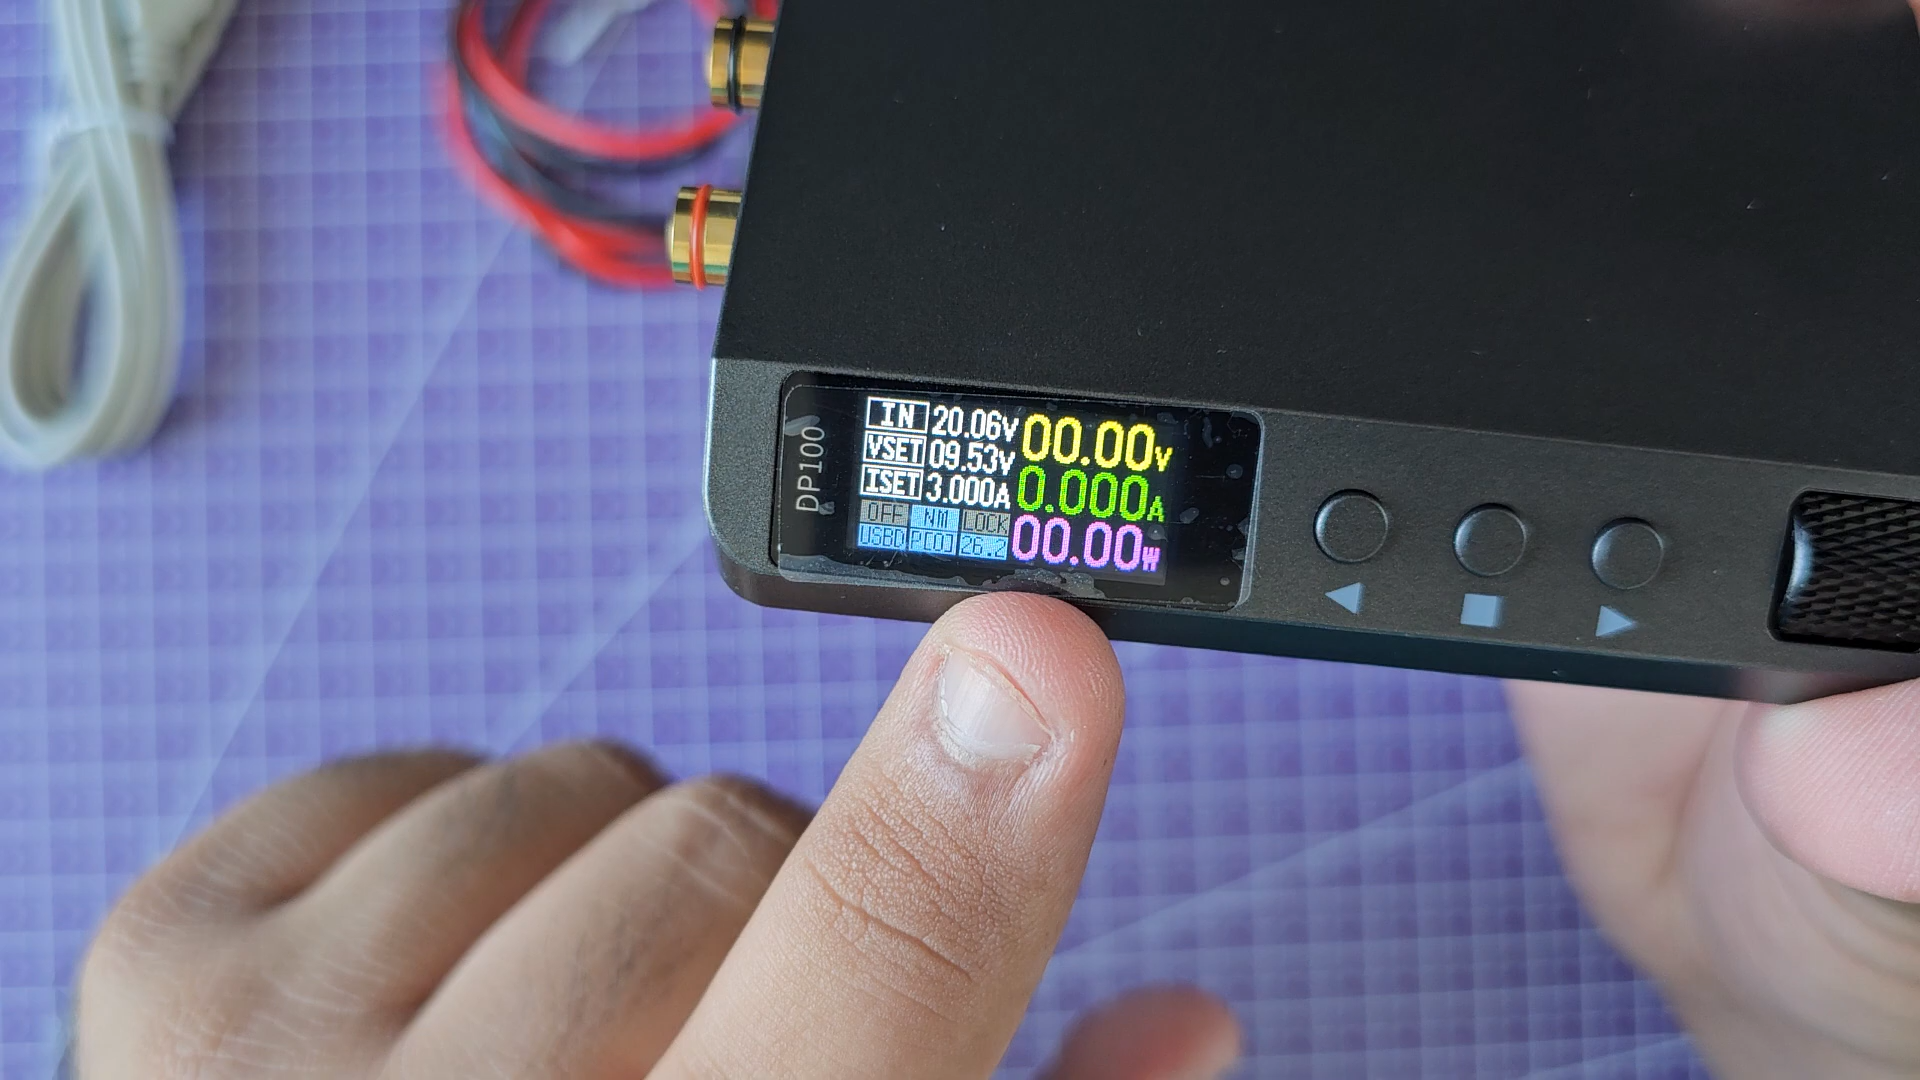 DP100
IN 20.06V 00.00V
VSET 09.53V
ISET 3.000A 0.000A
OFF NM LOCK 00.00W
USBD 26.2